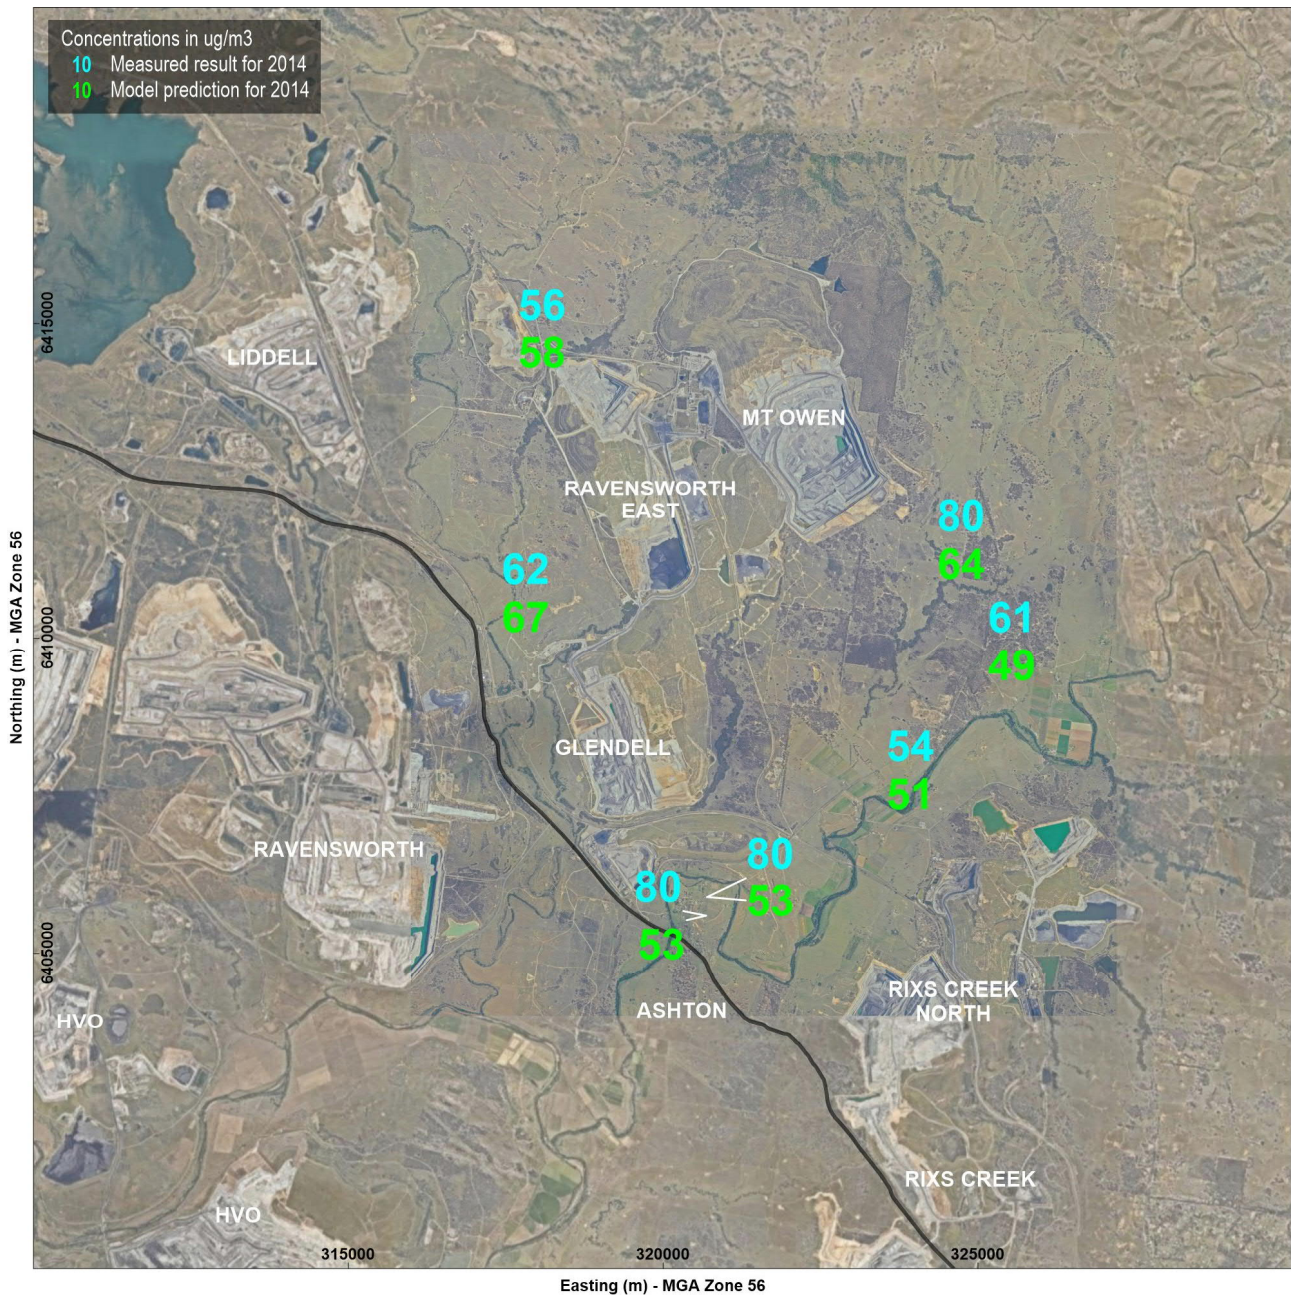 Concentrations in ug/m3
10 Measured result for 2014
10 Model prediction for 2014
56
58
6415000
LIDDELL
MT OWEN
RAVENSWORTH
EAST
80
64
62
67
61
49
6410000
Northing (m) - MGA Zone 56
GLENDELL
54
51
RAVENSWORTH
80
53
80
53
6405000
RIXS CREEK
NORTH
ASHTON
HVO
RIXS CREEK
HVO
315000
320000
325000
Easting (m) - MGA Zone 56